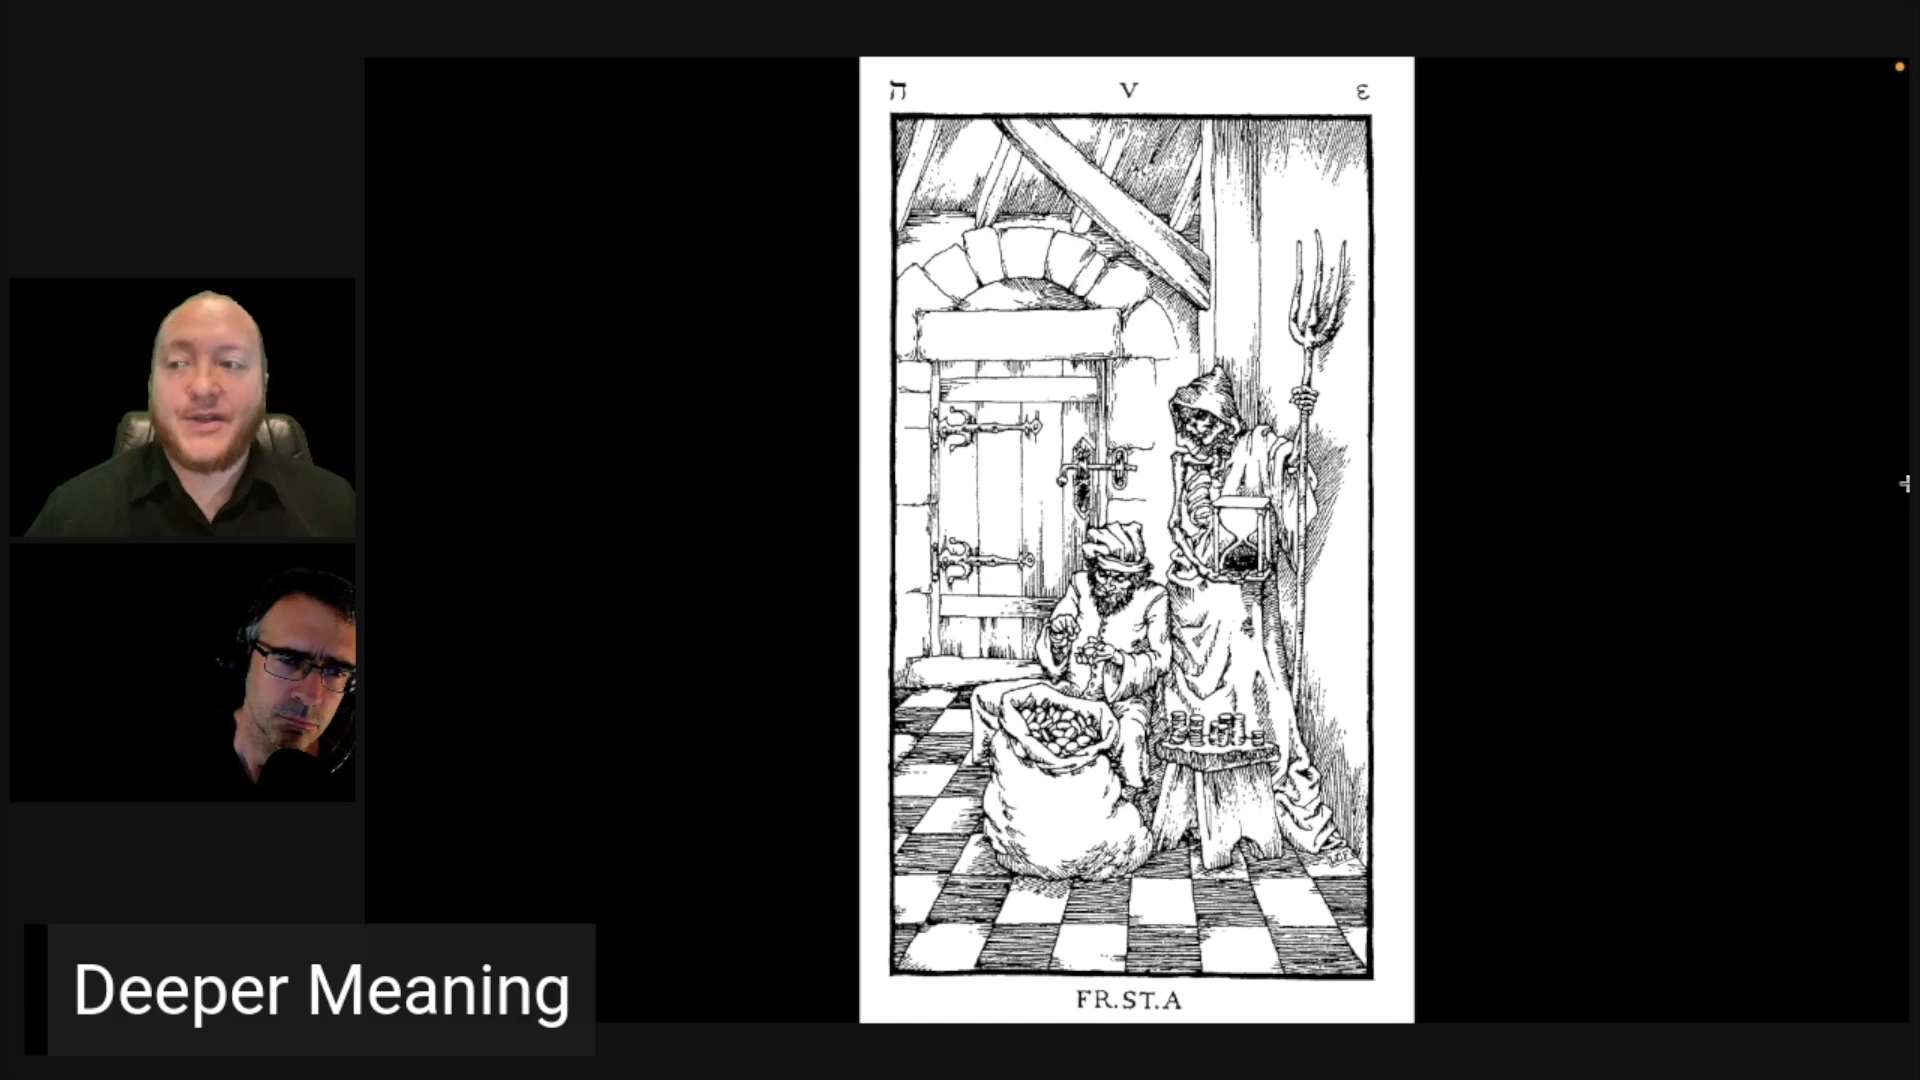 ה V ε
FR.ST.A
Deeper Meaning